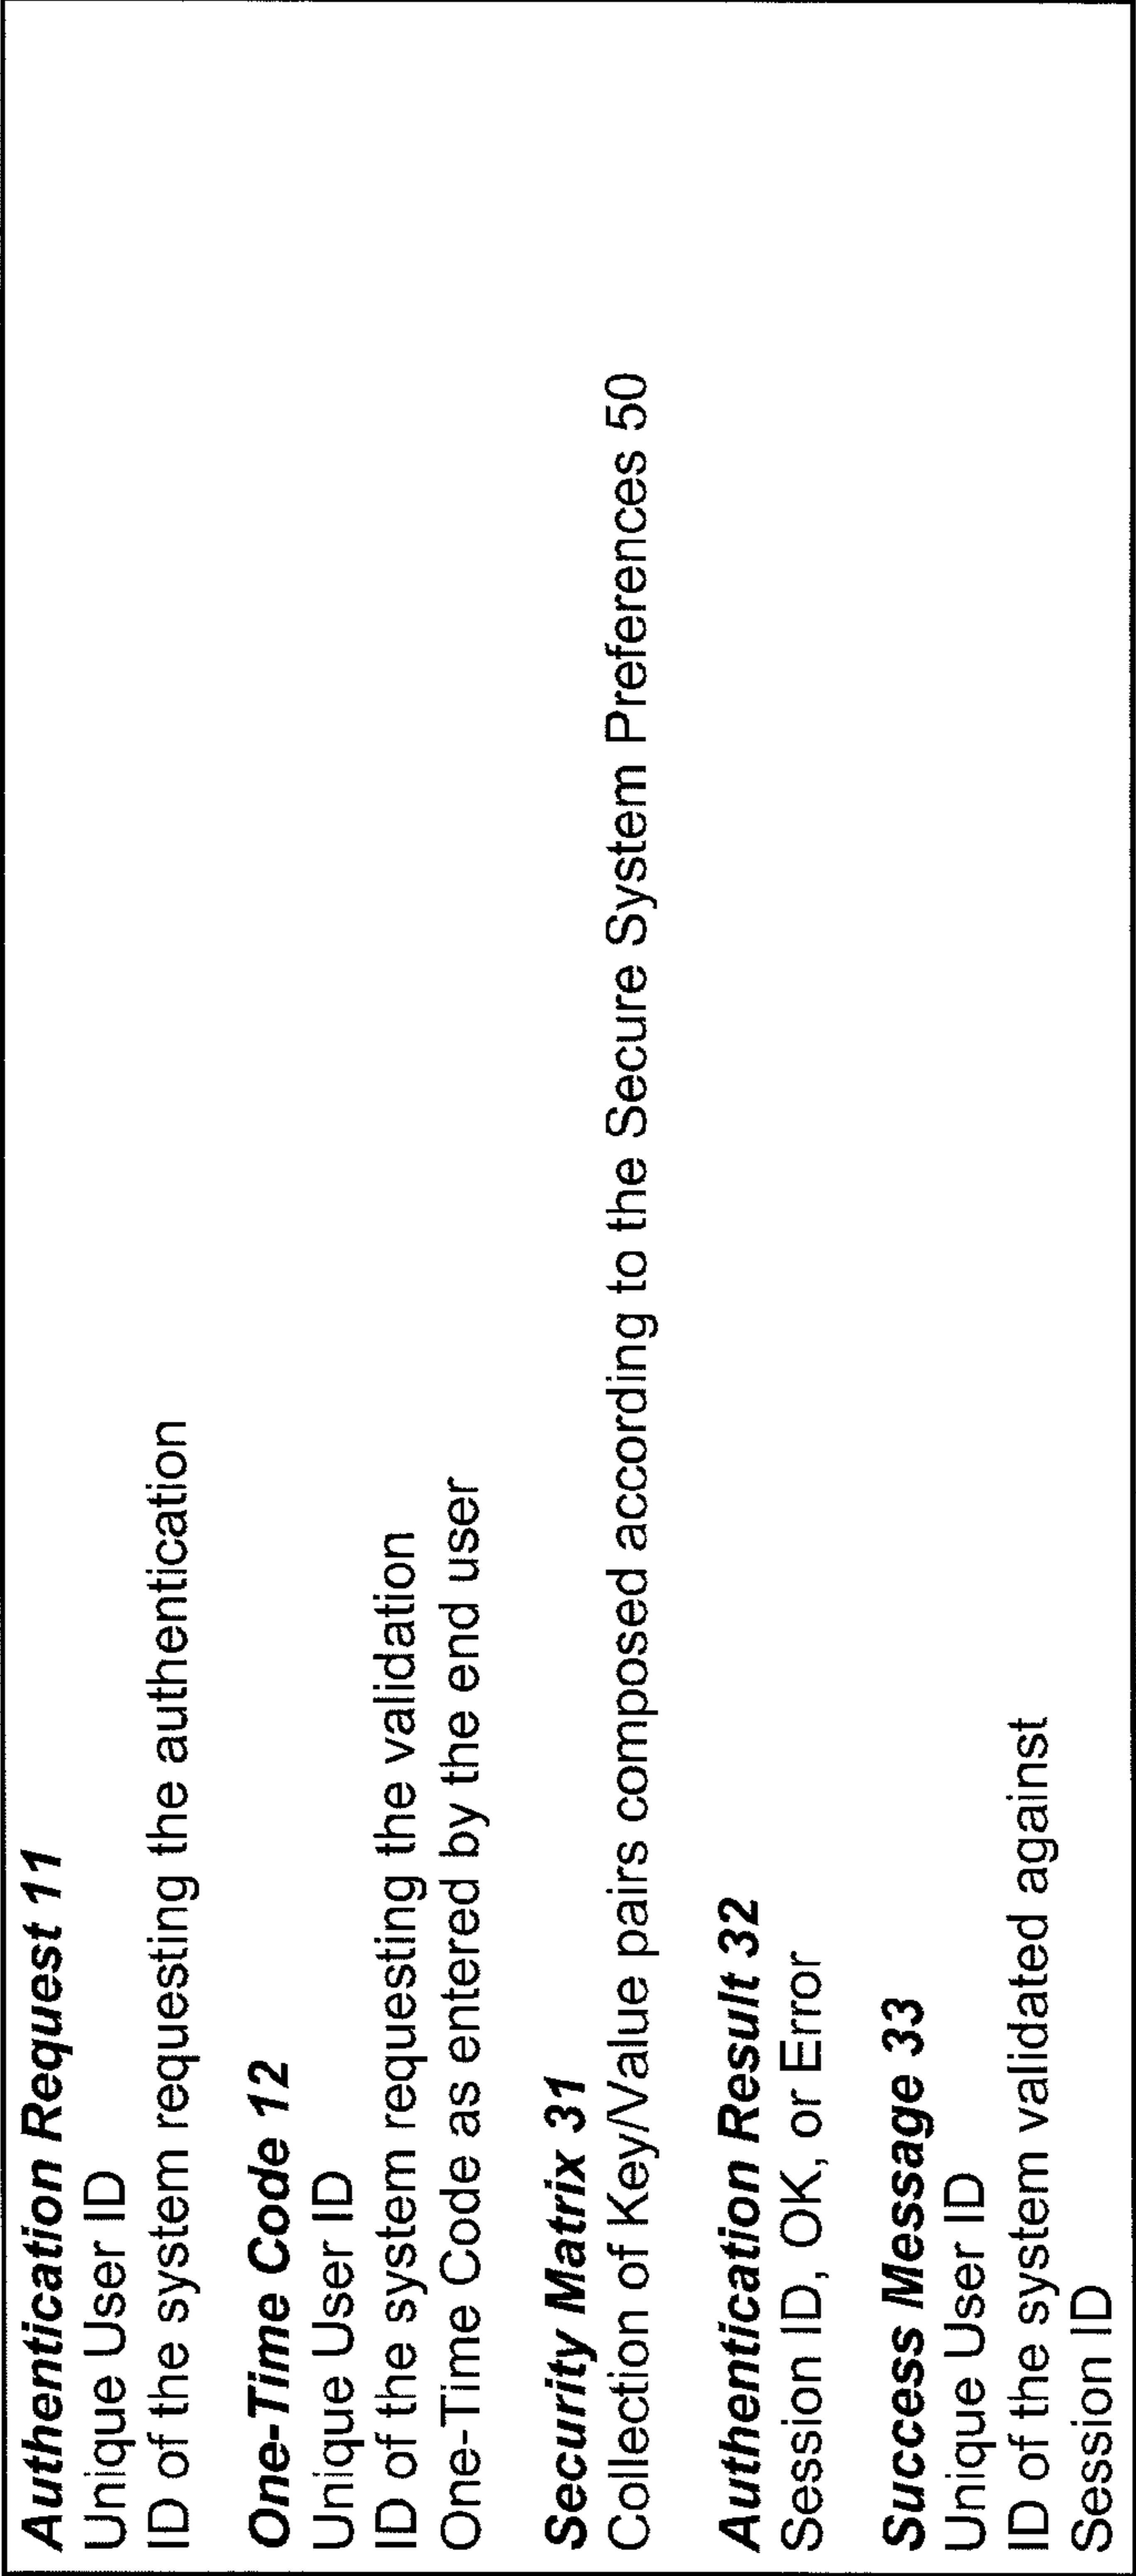 Authentication Request 11
Unique User ID
ID of the system requesting the authentication
One-Time Code 12
Unique User ID
ID of the system requesting the validation
One-Time Code as entered by the end user
Security Matrix 31
Collection of Key/Value pairs composed according to the Secure System Preferences 50
Authentication Result 32
Session ID, OK, or Error
Success Message 33
Unique User ID
ID of the system validated against
Session ID